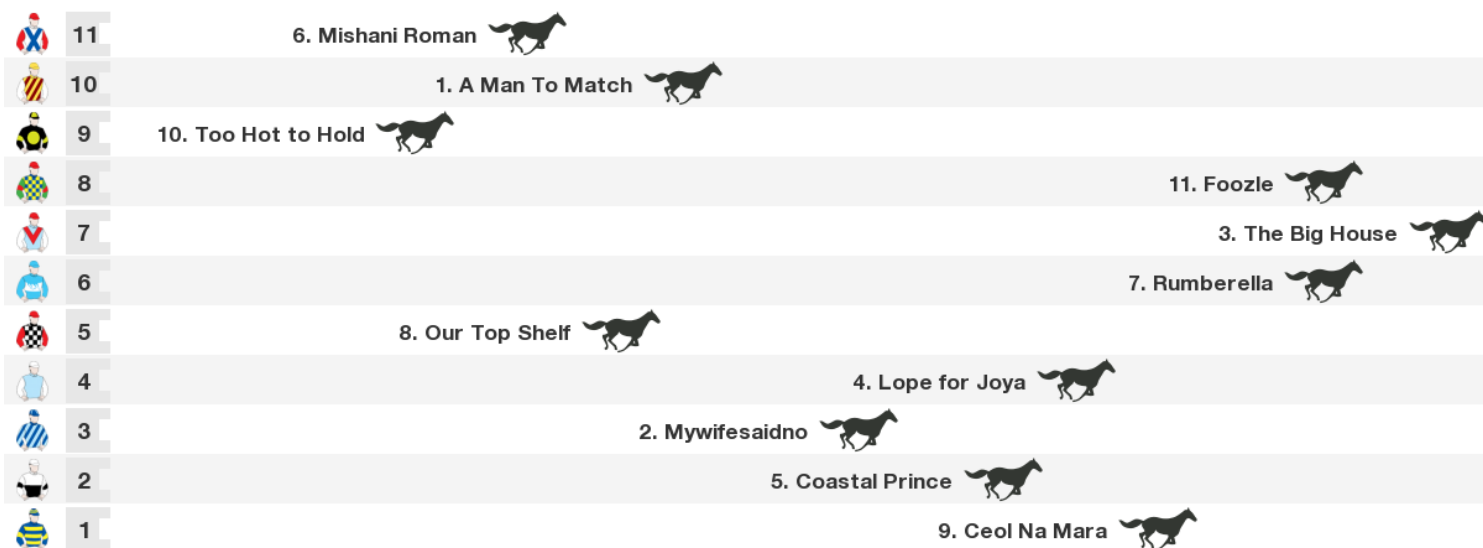 11 6. Mishani Roman
10 1. A Man To Match
9 10. Too Hot to Hold
8 11. Foozle
7 3. The Big House
6 7. Rumberella
5 8. Our Top Shelf
4 4. Lope for Joya
3 2. Mywifesaidno
2 5. Coastal Prince
1 9. Ceol Na Mara